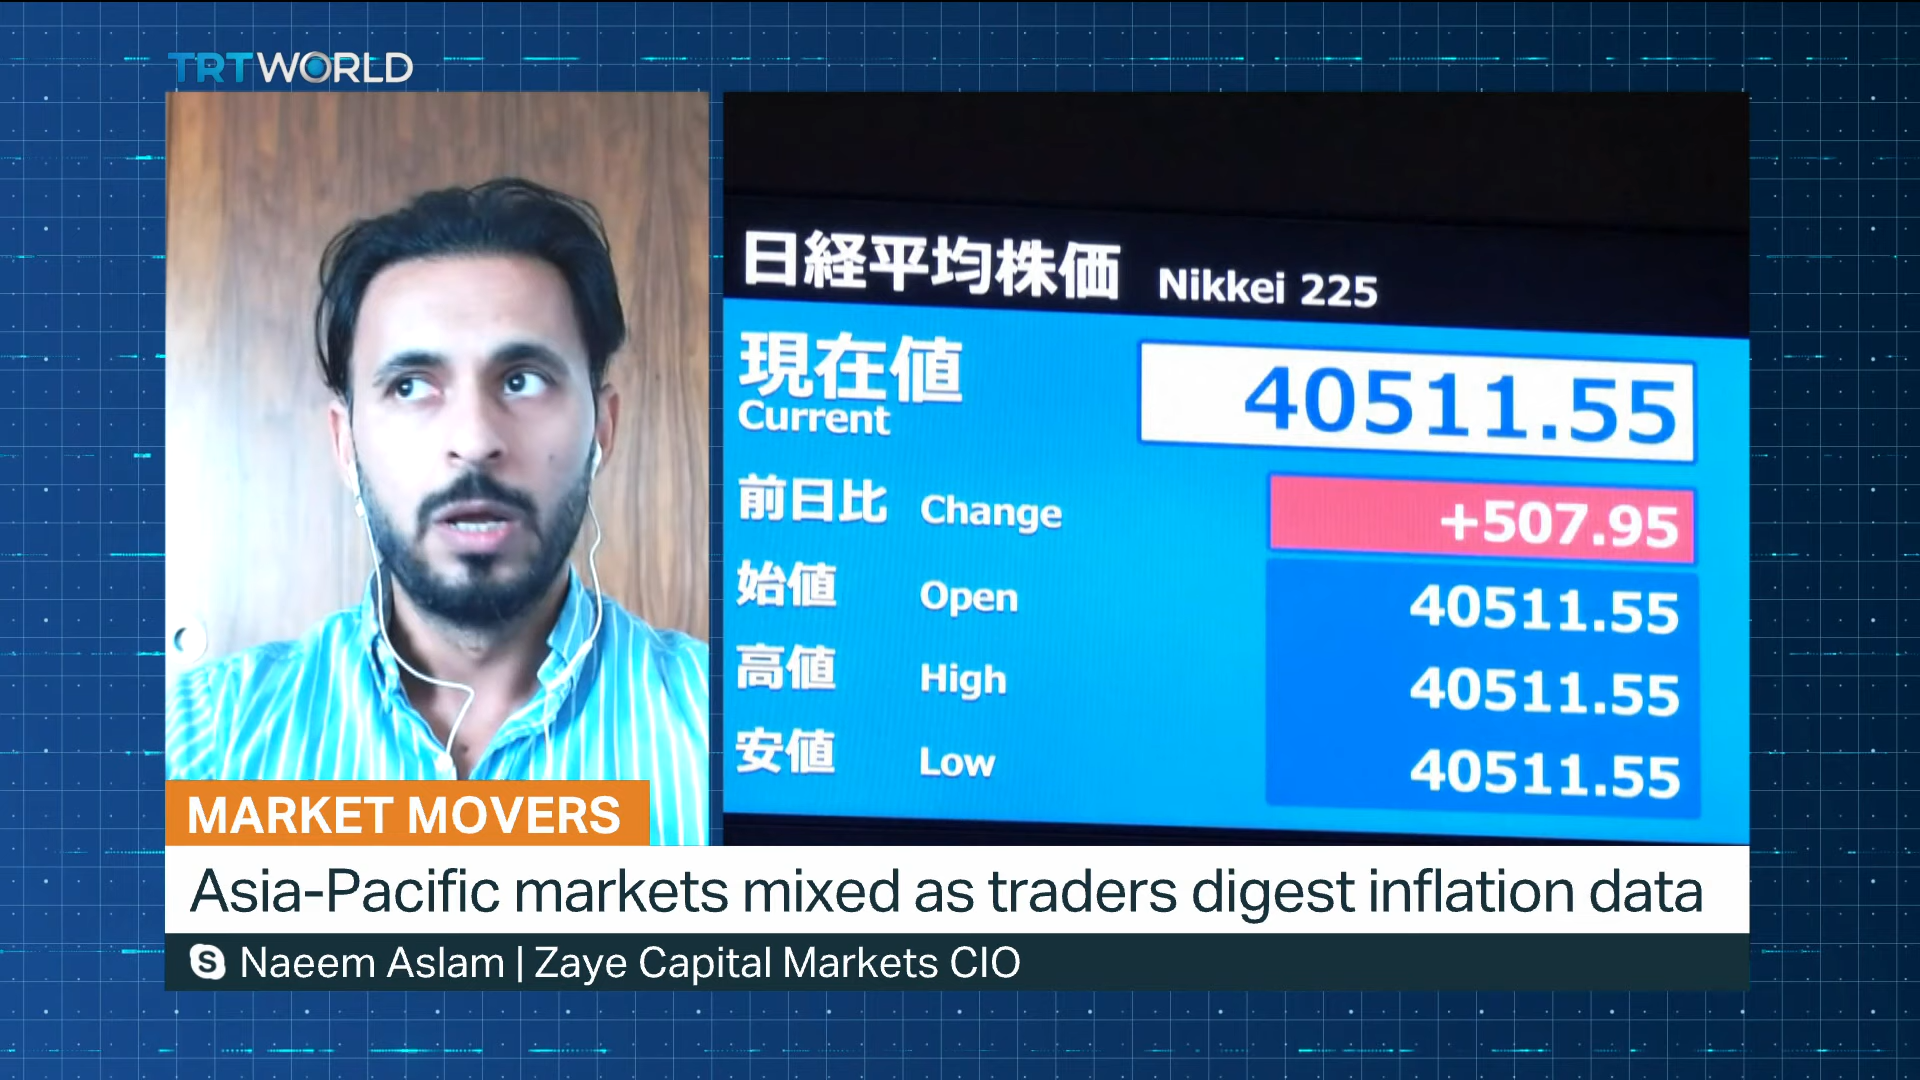 TRT WORLD
日経平均株価 Nikkei 225
現在値 40511.55
Current
前日比 Change +507.95
始値 Open 40511.55
高値 High 40511.55
安値 Low 40511.55
MARKET MOVERS
Asia-Pacific markets mixed as traders digest inflation data
Naeem Aslam | Zaye Capital Markets CIO